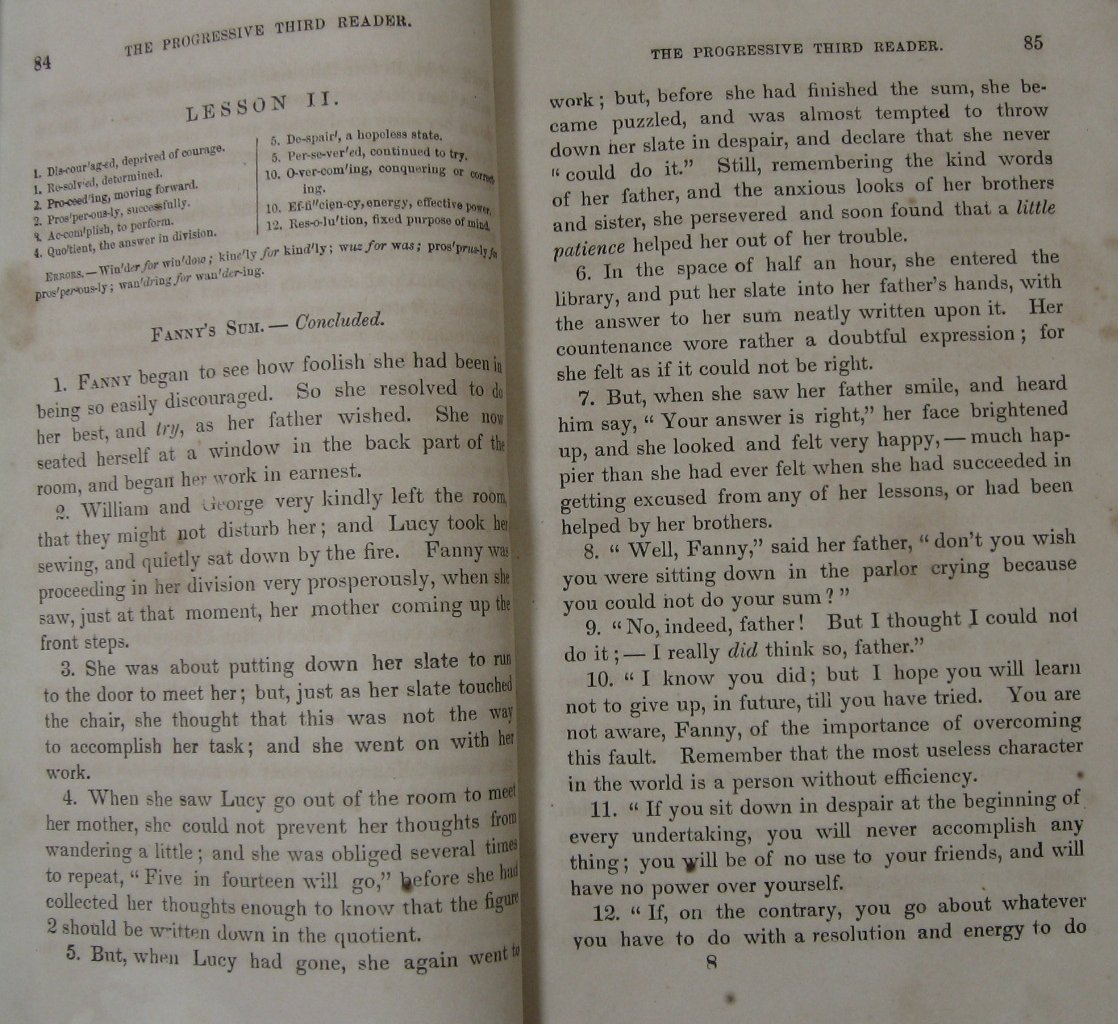 84
THE PROGRESSIVE THIRD READER.
LESSON II.
1. Dis-cour'ag-ed, deprived of courage.
1. Re-solv'ed, determined.
2. Pro-ceed'ing, moving forward.
2. Pros'per-ous-ly, successfully.
3. Ac-com'plish, to perform.
4. Quo'tient, the answer in division.
5. De-spair', a hopeless state.
5. Per-se-ver'ed, continued to try.
10. O-ver-com'ing, conquering or correct-
ing.
10. Ef-fi"cien-cy, energy, effective power.
12. Res-o-lu'tion, fixed purpose of mind.
ERRORS.—Win'der for win'dow; kine'ly for kind'ly; wuz for was; pros'prus-ly for
pros'per-ous-ly; wan'dring for wan'der-ing.
FANNY'S SUM.— Concluded.
1. FANNY began to see how foolish she had been in
being so easily discouraged. So she resolved to do
her best, and try, as her father wished. She now
seated herself at a window in the back part of the
room, and began her work in earnest.
2. William and George very kindly left the room,
that they might not disturb her; and Lucy took her
sewing, and quietly sat down by the fire. Fanny was
proceeding in her division very prosperously, when she
saw, just at that moment, her mother coming up the
front steps.
3. She was about putting down her slate to run
to the door to meet her; but, just as her slate touched
the chair, she thought that this was not the way
to accomplish her task; and she went on with her
work.
4. When she saw Lucy go out of the room to meet
her mother, she could not prevent her thoughts from
wandering a little; and she was obliged several times
to repeat, "Five in fourteen will go," before she had
collected her thoughts enough to know that the figure
2 should be written down in the quotient.
5. But, when Lucy had gone, she again went to
THE PROGRESSIVE THIRD READER. 85
work; but, before she had finished the sum, she be-
came puzzled, and was almost tempted to throw
down her slate in despair, and declare that she never
"could do it." Still, remembering the kind words
of her father, and the anxious looks of her brothers
and sister, she persevered and soon found that a little
patience helped her out of her trouble.
6. In the space of half an hour, she entered the
library, and put her slate into her father's hands, with
the answer to her sum neatly written upon it. Her
countenance wore rather a doubtful expression; for
she felt as if it could not be right.
7. But, when she saw her father smile, and heard
him say, "Your answer is right," her face brightened
up, and she looked and felt very happy,—much hap-
pier than she had ever felt when she had succeeded in
getting excused from any of her lessons, or had been
helped by her brothers.
8. "Well, Fanny," said her father, "don't you wish
you were sitting down in the parlor crying because
you could not do your sum?"
9. "No, indeed, father! But I thought I could not
do it;—I really did think so, father."
10. "I know you did; but I hope you will learn
not to give up, in future, till you have tried. You are
not aware, Fanny, of the importance of overcoming
this fault. Remember that the most useless character
in the world is a person without efficiency.
11. "If you sit down in despair at the beginning of
every undertaking, you will never accomplish any
thing; you will be of no use to your friends, and will
have no power over yourself.
12. "If, on the contrary, you go about whatever
you have to do with a resolution and energy to do
8